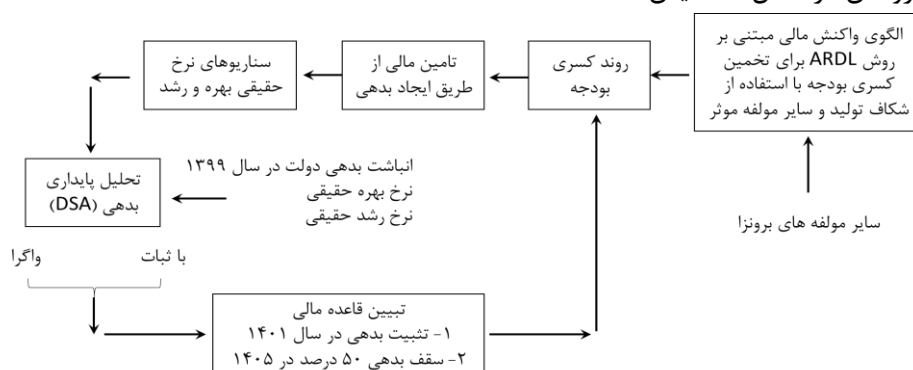 الگوی واکنش مالی مبتنی بر
روش ARDL برای تخمین
کسری بودجه با استفاده از
شکاف تولید و سایر مولفه موثر
روند کسری
بودجه
تامین مالی از
طریق ایجاد بدهی
سناریوهای نرخ
حقیقی بهره و رشد
انباشت بدهی دولت در سال ۱۳۹۹
نرخ بهره حقیقی
نرخ رشد حقیقی
تحلیل پایداری
بدهی (DSA)
سایر مولفه های برونزا
با ثبات
واگرا
تبیین قاعده مالی
۱- تثبیت بدهی در سال ۱۴۰۱
۲- سقف بدهی ۵۰ درصد در ۱۴۰۵